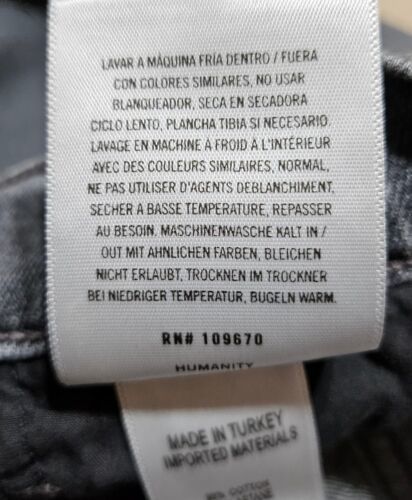 LAVAR A MÁQUINA FRÍA DENTRO / FUERA
CON COLORES SIMILARES, NO USAR
BLANQUEADOR, SECA EN SECADORA
CICLO LENTO, PLANCHA TIBIA SI NECESARIO.
LAVAGE EN MACHINE À FROID À L'INTÉRIEUR
AVEC DES COULEURS SIMILAIRES, NORMAL,
NE PAS UTILISER D'AGENTS DEBLANCHIMENT,
SECHER A BASSE TEMPERATURE, REPASSER
AU BESOIN. MASCHINENWASCHE KALT IN /
OUT MIT AHNLICHEN FARBEN, BLEICHEN
NICHT ERLAUBT, TROCKNEN IM TROCKNER
BEI NIEDRIGER TEMPERATUR, BUGELN WARM.
RN# 109670
HUMANITY
MADE IN TURKEY
IMPORTED MATERIALS
COTTON